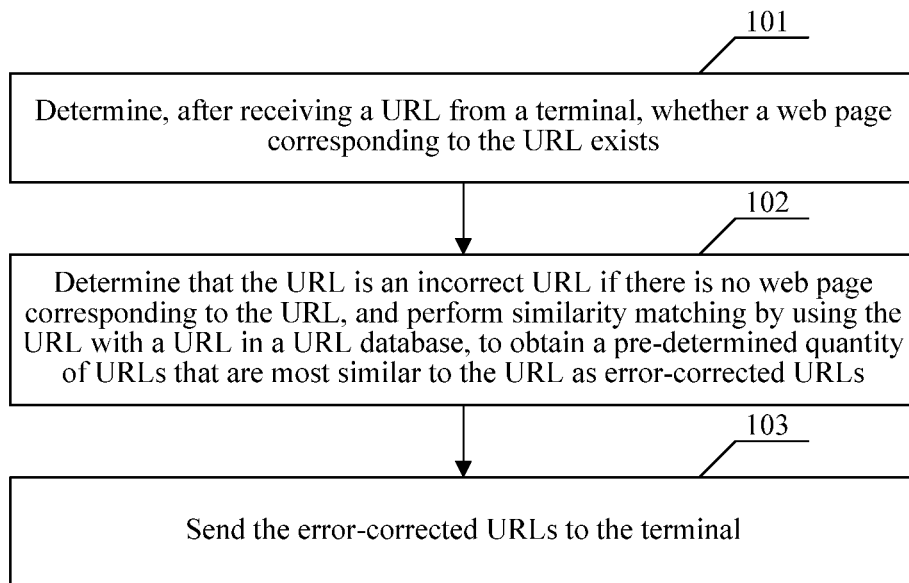 101
Determine, after receiving a URL from a terminal, whether a web page
corresponding to the URL exists
102
Determine that the URL is an incorrect URL if there is no web page
corresponding to the URL, and perform similarity matching by using the
URL with a URL in a URL database, to obtain a pre-determined quantity
of URLs that are most similar to the URL as error-corrected URLs
103
Send the error-corrected URLs to the terminal